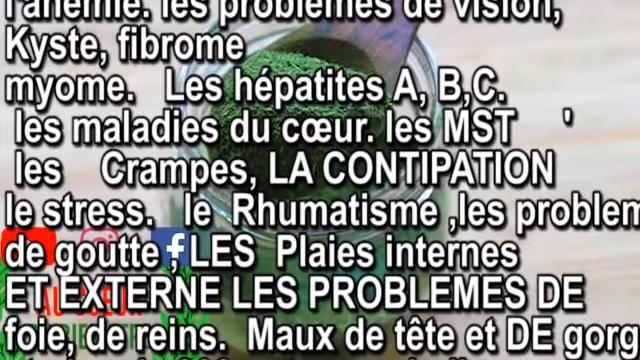 l'anémie. les problèmes de vision,
Kyste, fibrome
myome. Les hépatites A, B,C.
les maladies du cœur. les MST '
les Crampes, LA CONTIPATION
le stress. le Rhumatisme ,les problem
de goutte , LES Plaies internes
ET EXTERNE LES PROBLEMES DE
foie, de reins. Maux de tête et DE gorg